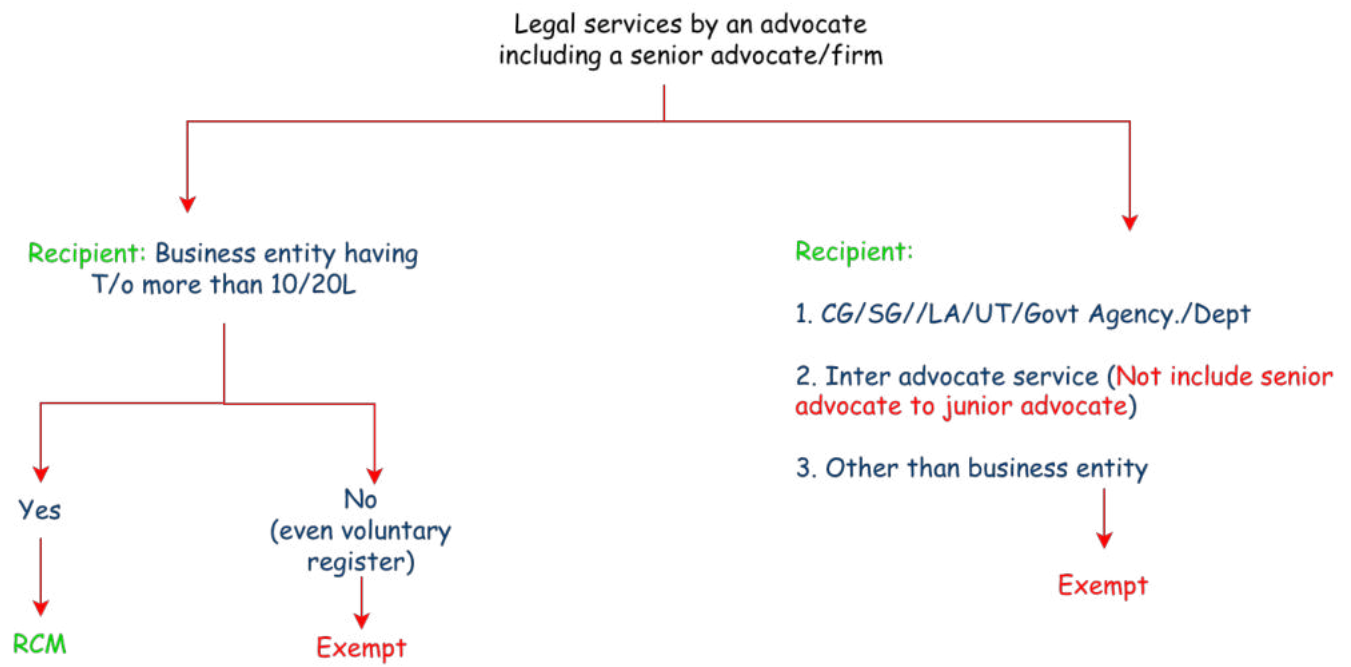 Legal services by an advocate
including a senior advocate/firm
Recipient: Business entity having
T/o more than 10/20L
Yes
RCM
No
(even voluntary
register)
Exempt
Recipient:
1. CG/SG//LA/UT/Govt Agency./Dept
2. Inter advocate service (Not include senior
advocate to junior advocate)
3. Other than business entity
Exempt